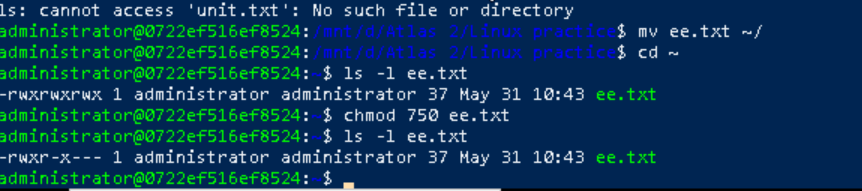 ls: cannot access 'unit.txt': No such file or directory
administrator@0722ef516ef8524:/mnt/d/Atlas 2/Linux practice$ mv ee.txt ~/
administrator@0722ef516ef8524:/mnt/d/Atlas 2/Linux practice$ cd ~
administrator@0722ef516ef8524:~$ ls -l ee.txt
-rwxrwxrwx 1 administrator administrator 37 May 31 10:43 ee.txt
administrator@0722ef516ef8524:~$ chmod 750 ee.txt
administrator@0722ef516ef8524:~$ ls -l ee.txt
-rwxr-x--- 1 administrator administrator 37 May 31 10:43 ee.txt
administrator@0722ef516ef8524:~$